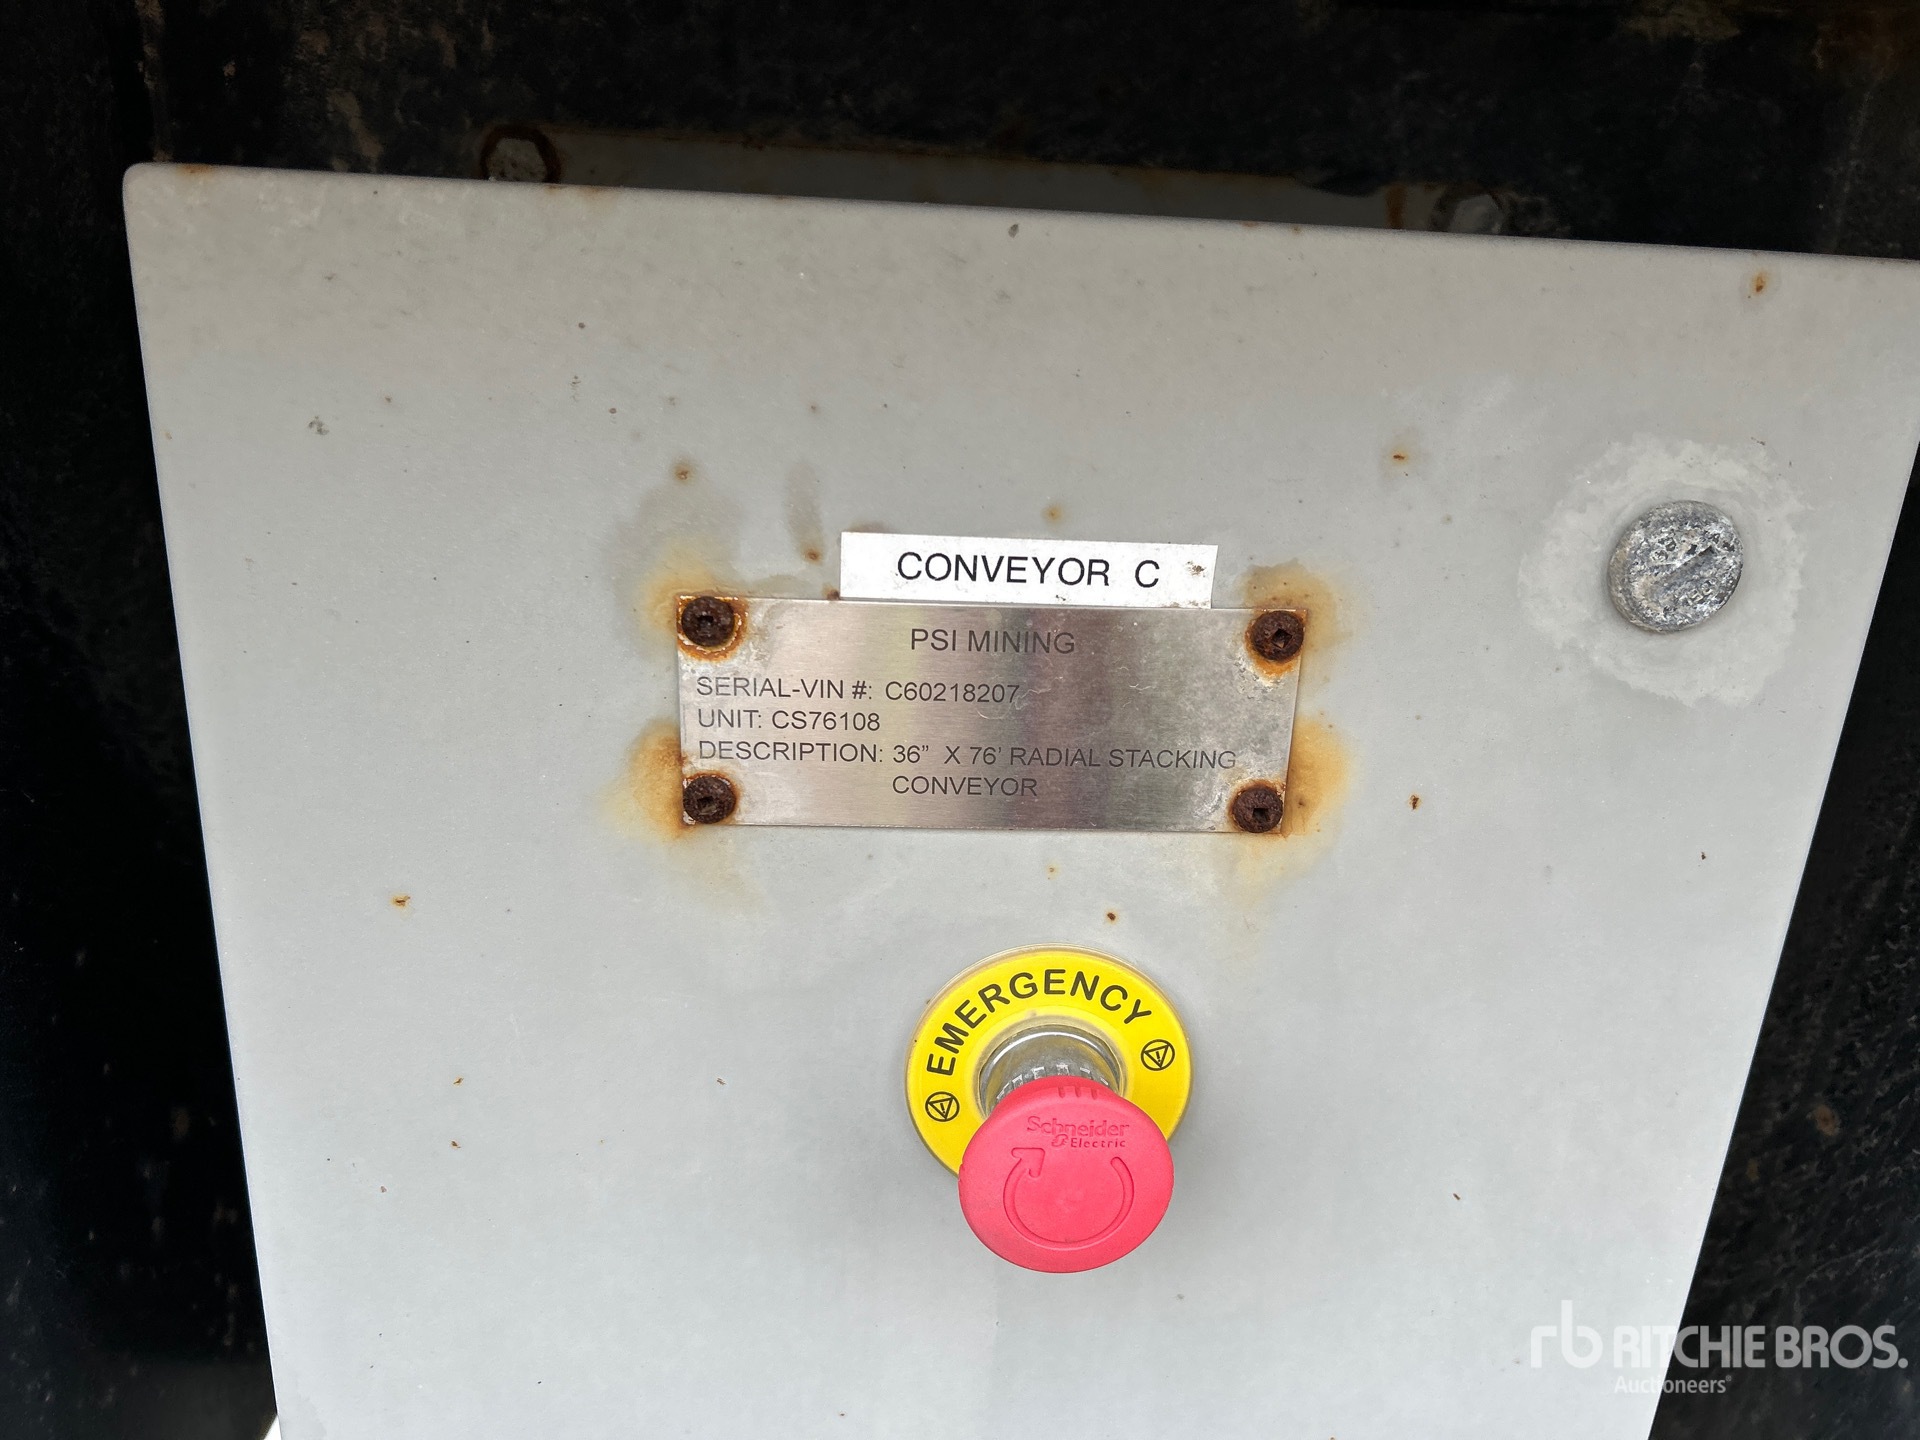 CONVEYOR C
PSI MINING
SERIAL-VIN #: C60218207
UNIT: CS76108
DESCRIPTION: 36” X 76’ RADIAL STACKING
CONVEYOR
EMERGENCY
Schneider
Electric
rb RITCHIE BROS.
Auctioneers®